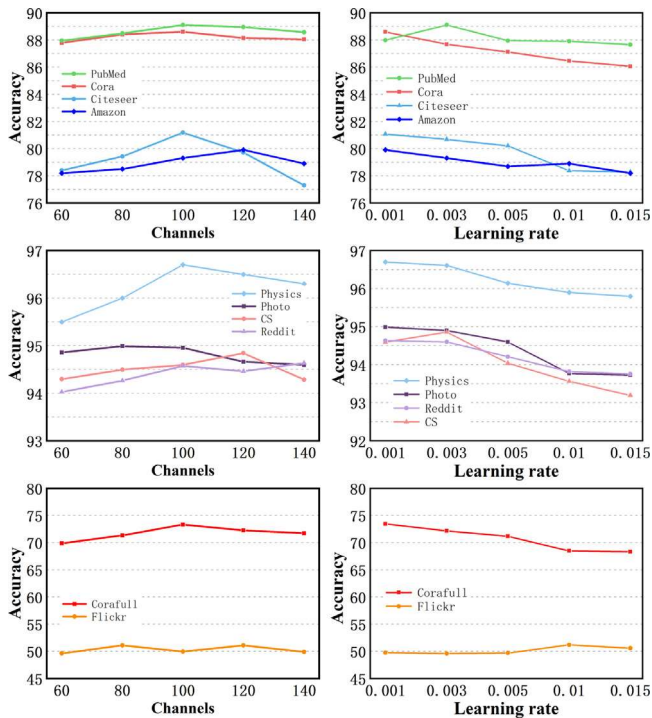 Accuracy
90
88
86
84
82
80
78
76
PubMed
Cora
Citeseer
Amazon
60 80 100 120 140
Channels
Accuracy
90
88
86
84
82
80
78
76
PubMed
Cora
Citeseer
Amazon
0.001 0.003 0.005 0.01 0.015
Learning rate
Accuracy
97
96
95
94
93
Physics
Photo
CS
Reddit
60 80 100 120 140
Channels
Accuracy
97
96
95
94
93
92
Physics
Photo
Reddit
CS
0.001 0.003 0.005 0.01 0.015
Learning rate
Accuracy
80
75
70
65
60
55
50
45
Corafull
Flickr
60 80 100 120 140
Channels
Accuracy
80
75
70
65
60
55
50
45
Corafull
Flickr
0.001 0.003 0.005 0.01 0.015
Learning rate